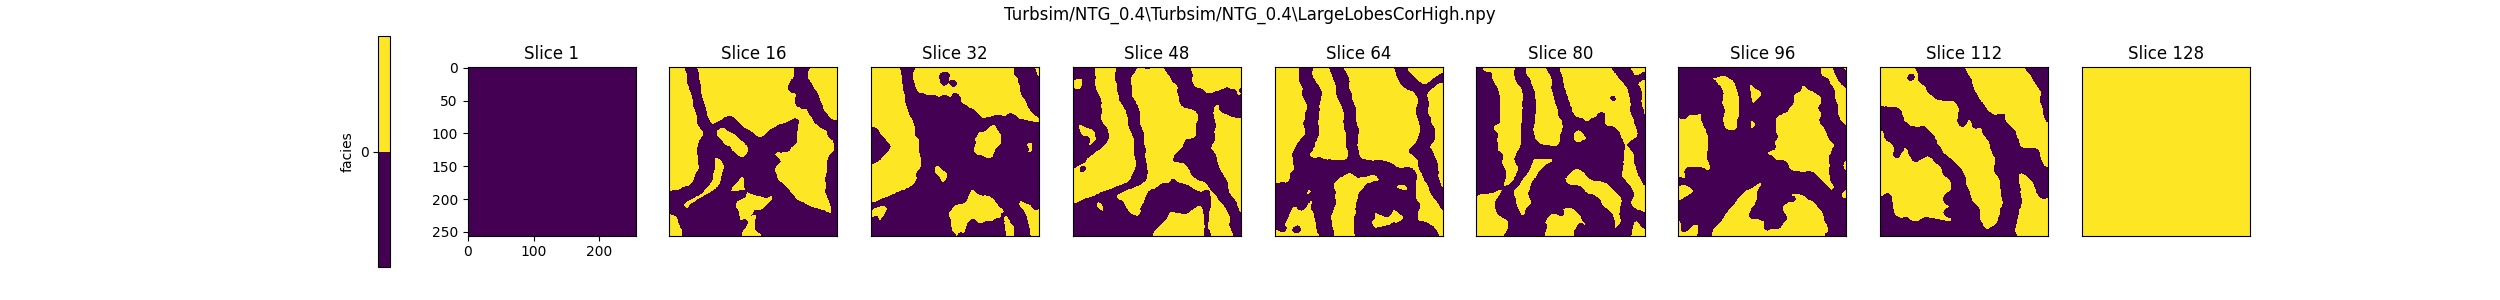 Turbsim/NTG_0.4\Turbsim/NTG_0.4\LargeLobesCorHigh.npy
Slice 1 Slice 16 Slice 32 Slice 48 Slice 64 Slice 80 Slice 96 Slice 112 Slice 128
facies
0
0
50
100
150
200
250
0 100 200